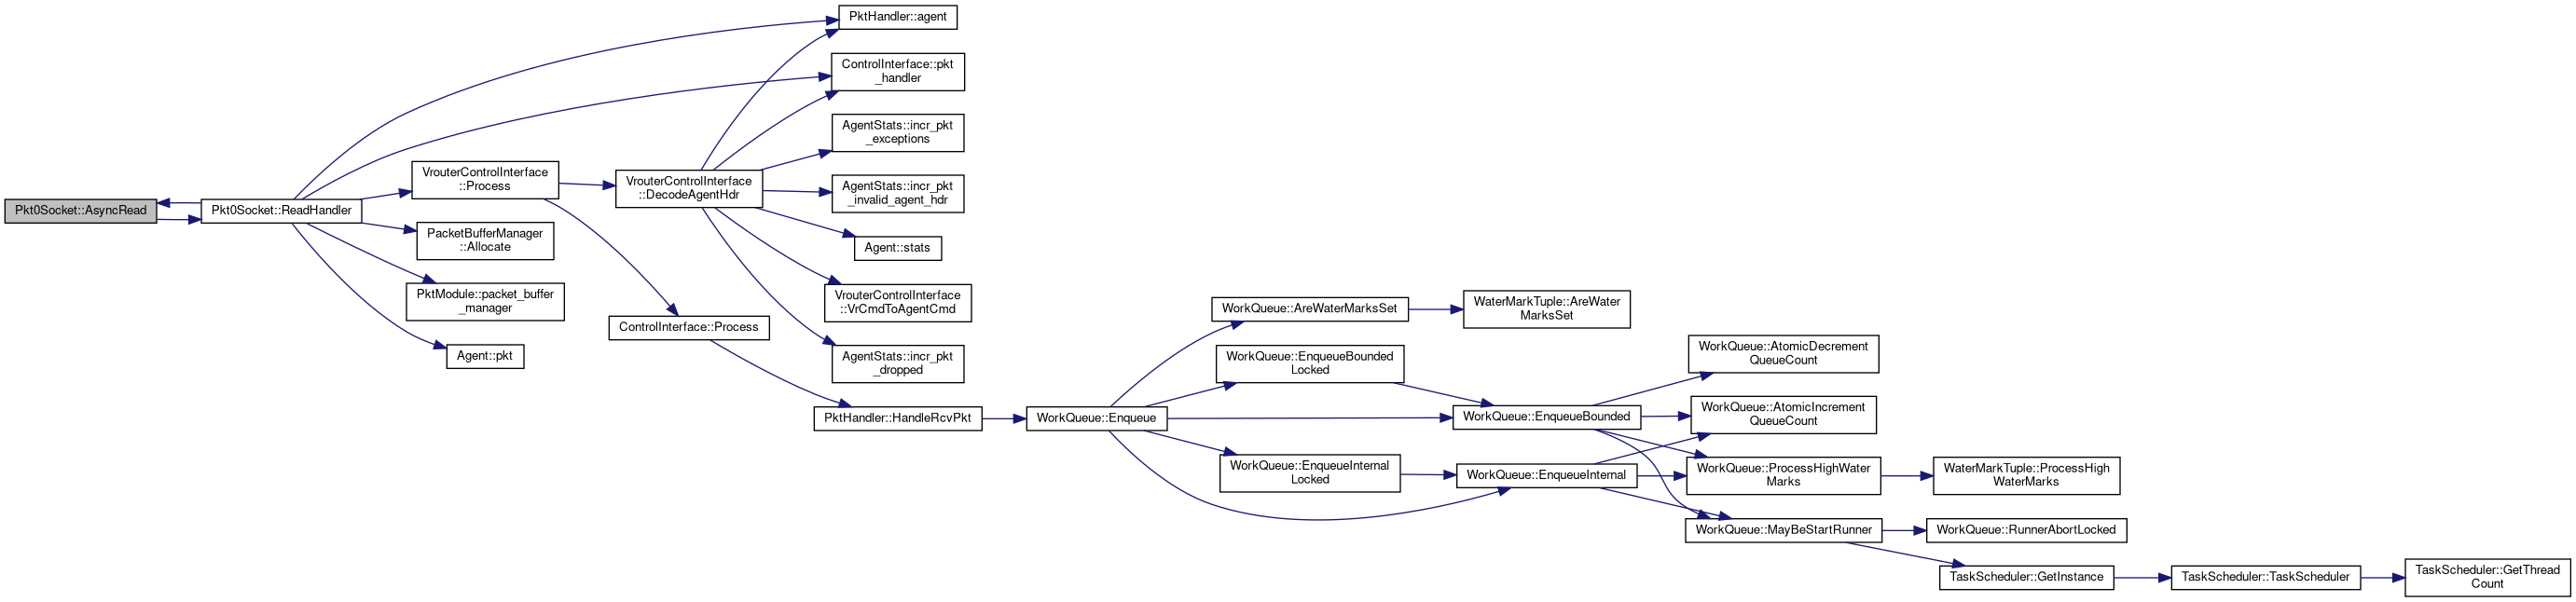 Pkt0Socket::AsyncRead
Pkt0Socket::ReadHandler
PktHandler::agent
ControlInterface::pkt
_handler
VrouterControlInterface
::Process
PacketBufferManager
::Allocate
PktModule::packet_buffer
_manager
Agent::pkt
VrouterControlInterface
::DecodeAgentHdr
ControlInterface::Process
AgentStats::incr_pkt
_exceptions
AgentStats::incr_pkt
_invalid_agent_hdr
Agent::stats
VrouterControlInterface
::VrCmdToAgentCmd
AgentStats::incr_pkt
_dropped
PktHandler::HandleRcvPkt
WorkQueue::Enqueue
WorkQueue::AreWaterMarksSet
WorkQueue::EnqueueBounded
Locked
WorkQueue::EnqueueInternal
Locked
WaterMarkTuple::AreWater
MarksSet
WorkQueue::EnqueueBounded
WorkQueue::EnqueueInternal
WorkQueue::AtomicDecrement
QueueCount
WorkQueue::AtomicIncrement
QueueCount
WorkQueue::ProcessHighWater
Marks
WorkQueue::MayBeStartRunner
WaterMarkTuple::ProcessHigh
WaterMarks
WorkQueue::RunnerAbortLocked
TaskScheduler::GetInstance
TaskScheduler::TaskScheduler
TaskScheduler::GetThread
Count